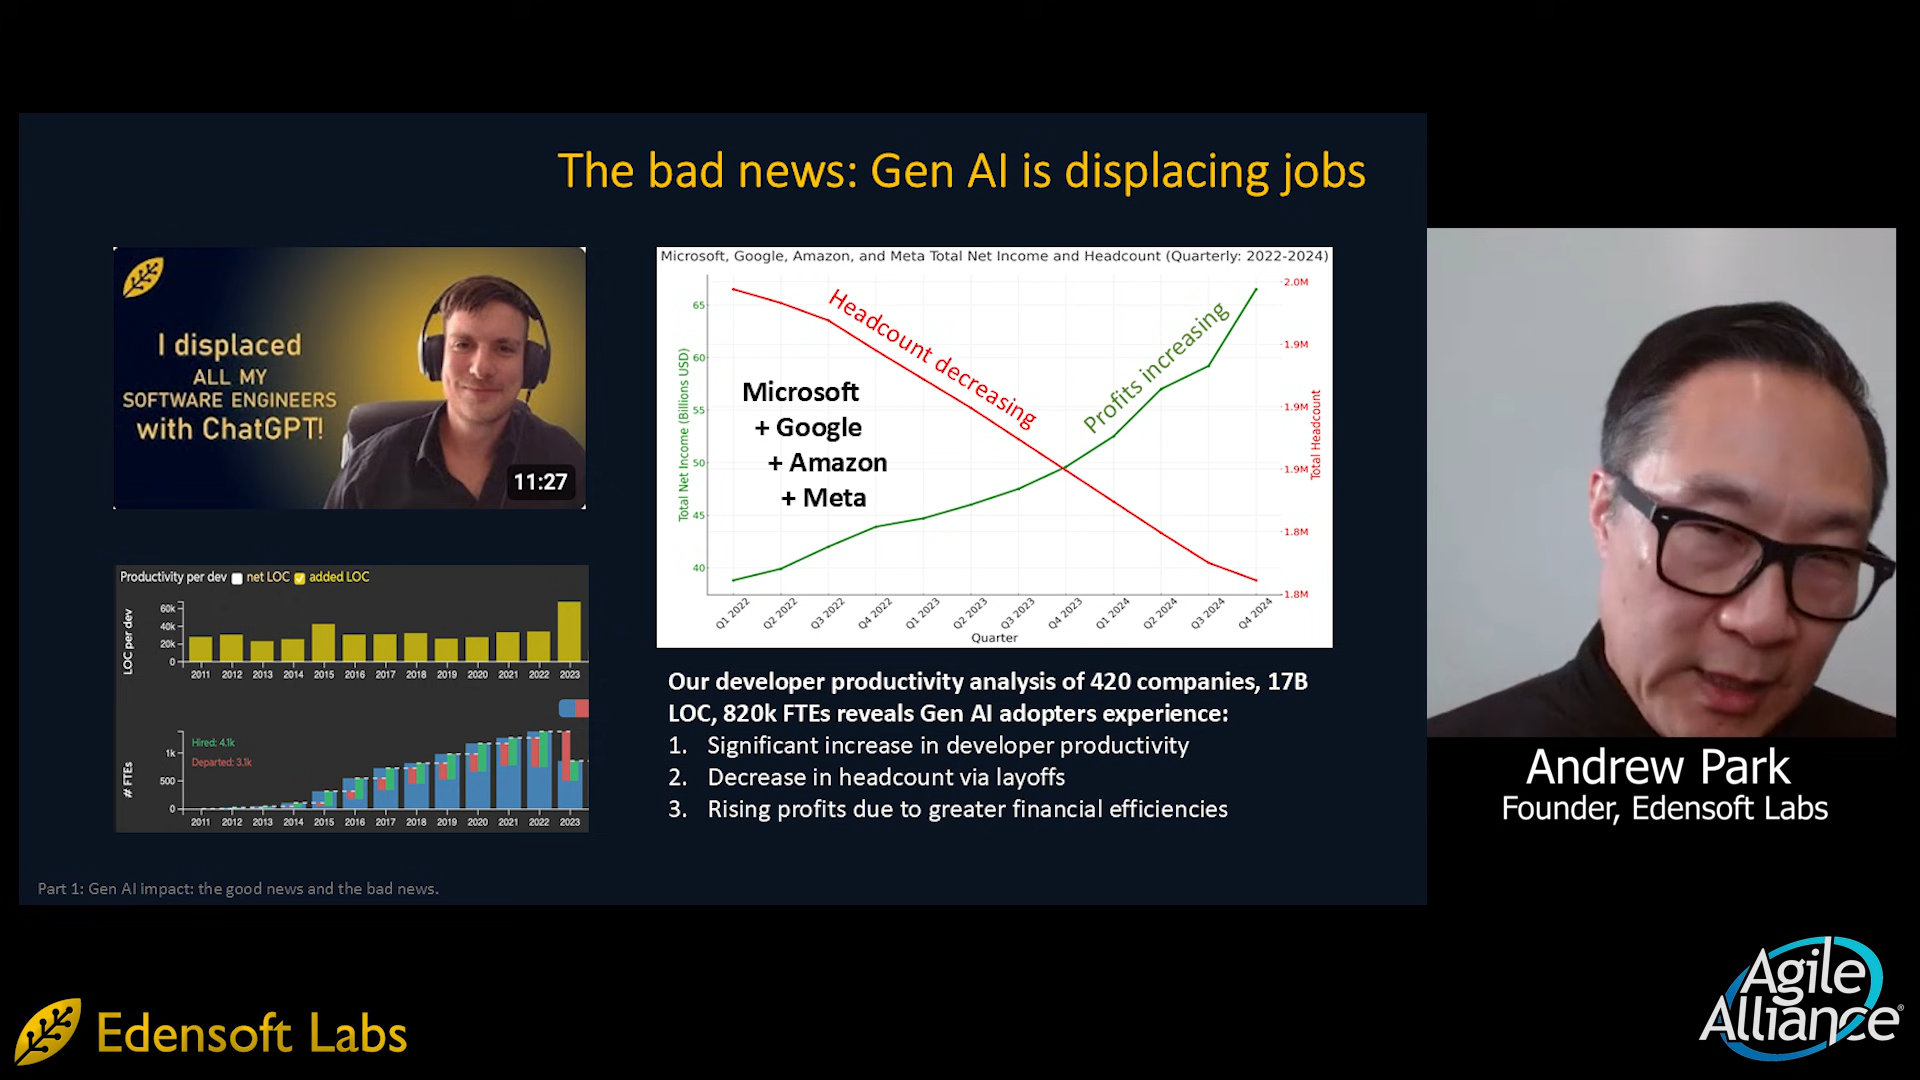 The bad news: Gen AI is displacing jobs
I displaced
ALL MY
SOFTWARE ENGINEERS
with ChatGPT!
11:27
Microsoft, Google, Amazon, and Meta Total Net Income and Headcount (Quarterly: 2022-2024)
Total Net Income (Billions USD)
65
60
55
50
45
40
Headcount decreasing
Profits increasing
Microsoft
+ Google
+ Amazon
+ Meta
2.0M
1.9M
1.9M
1.9M
1.8M
1.8M
Total Headcount
Q1 2022 Q2 2022 Q3 2022 Q4 2022 Q1 2023 Q2 2023 Q3 2023 Q4 2023 Q1 2024 Q2 2024 Q3 2024 Q4 2024
Quarter
Productivity per dev net LOC added LOC
LOC per dev
60k
40k
20k
0
2011 2012 2013 2014 2015 2016 2017 2018 2019 2020 2021 2022 2023
Hired: 4.1k
Departed: 3.1k
# FTEs
1k
500
0
2011 2012 2013 2014 2015 2016 2017 2018 2019 2020 2021 2022 2023
Our developer productivity analysis of 420 companies, 17B
LOC, 820k FTEs reveals Gen AI adopters experience:
1. Significant increase in developer productivity
2. Decrease in headcount via layoffs
3. Rising profits due to greater financial efficiencies
Part 1: Gen AI impact: the good news and the bad news.
Andrew Park
Founder, Edensoft Labs
Edensoft Labs
Agile
Alliance®